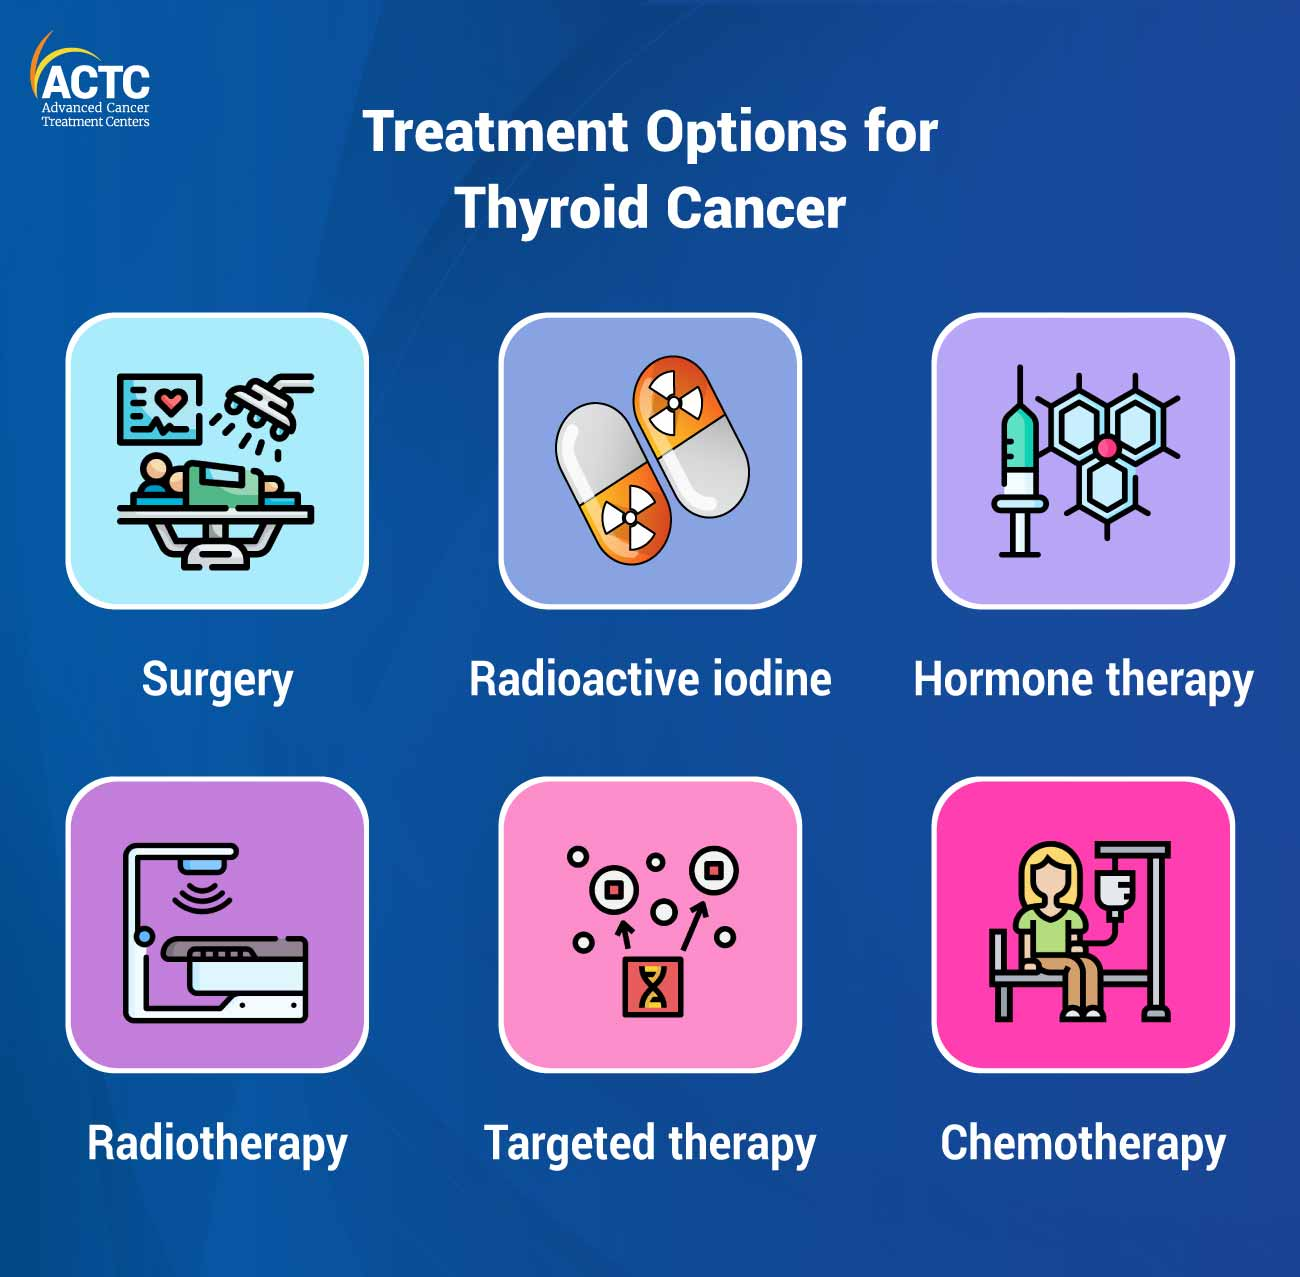 ACTC
Advanced Cancer
Treatment Centers
Treatment Options for
Thyroid Cancer
Surgery
Radioactive iodine
Hormone therapy
Radiotherapy
Targeted therapy
Chemotherapy